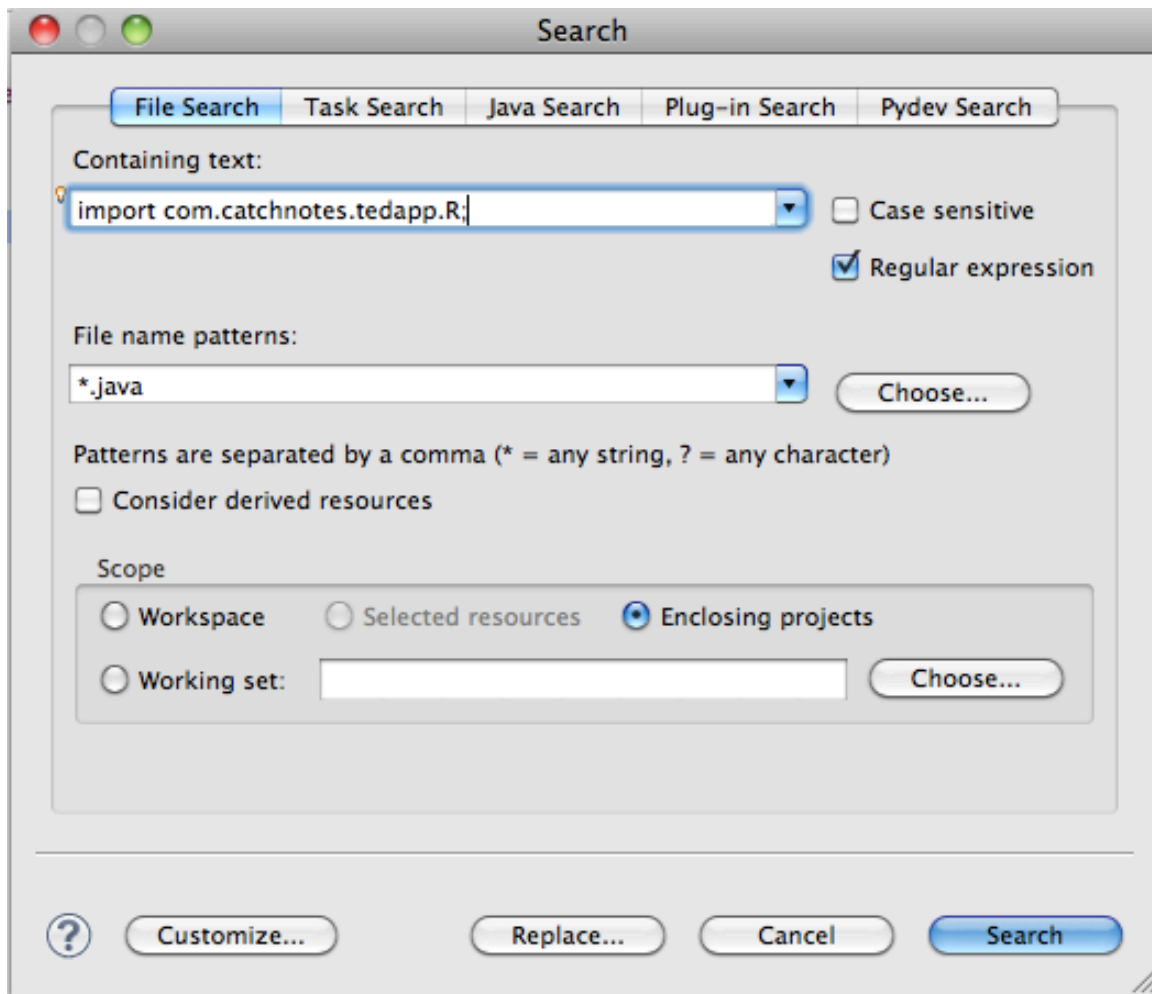 Search
File Search Task Search Java Search Plug-in Search Pydev Search
Containing text:
import com.catchnotes.tedapp.R;
Case sensitive
Regular expression
File name patterns:
*.java
Choose...
Patterns are separated by a comma (* = any string, ? = any character)
Consider derived resources
Scope
Workspace Selected resources Enclosing projects
Working set: Choose...
? Customize... Replace... Cancel Search